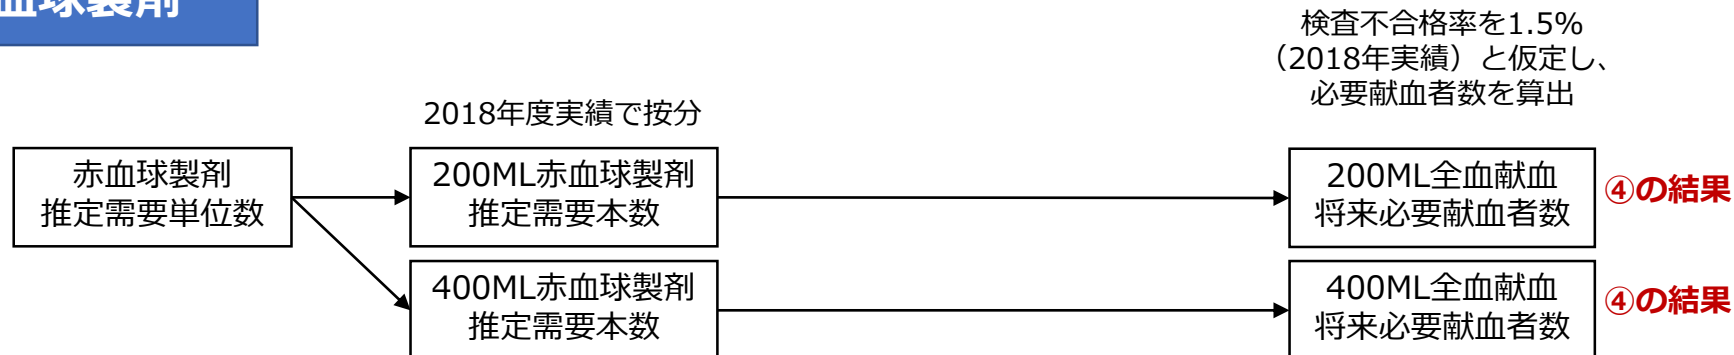 血球製剤
検査不合格率を1.5%
（2018年実績）と仮定し、
必要献血者数を算出
2018年度実績で按分
赤血球製剤
推定需要単位数
200ML赤血球製剤
推定需要本数
200ML全血献血
将来必要献血者数
④の結果
400ML赤血球製剤
推定需要本数
400ML全血献血
将来必要献血者数
④の結果